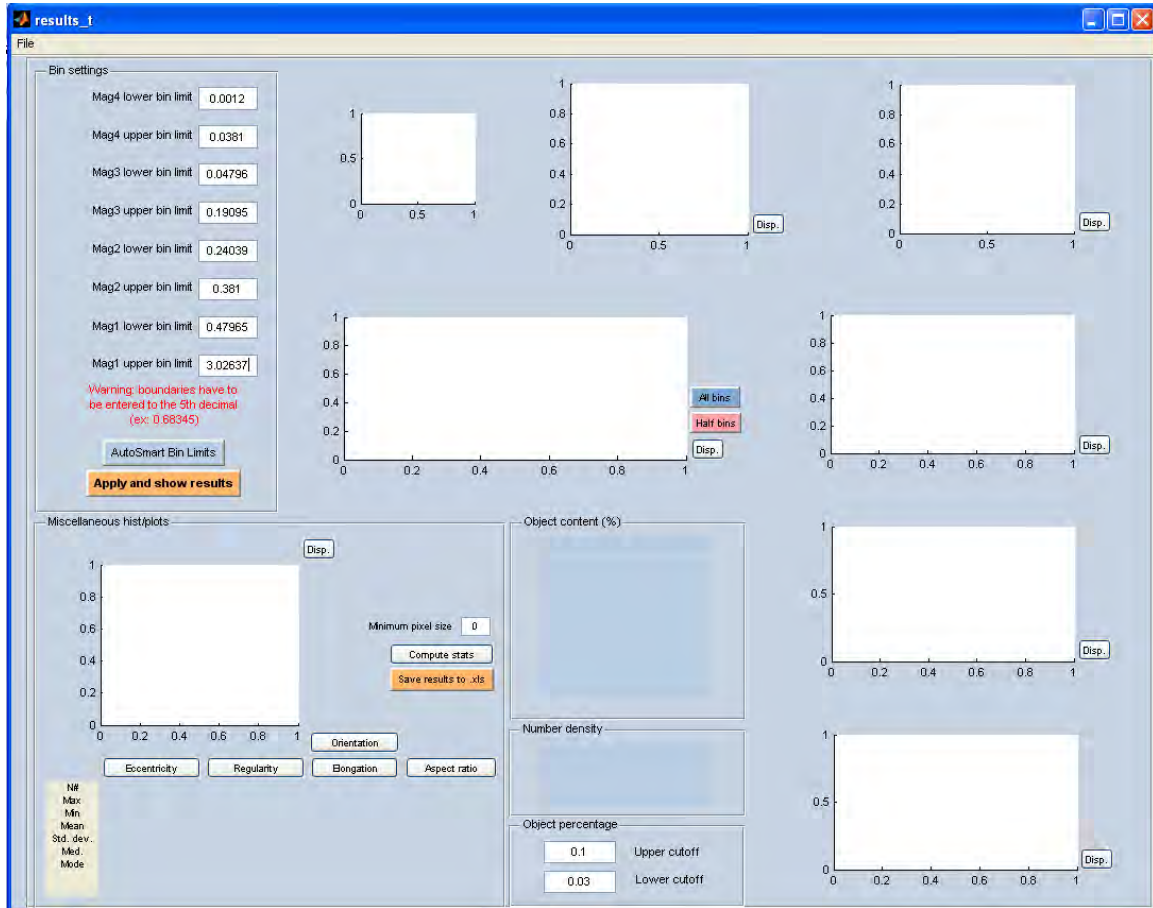 results_t
File
Bin settings
Mag4 lower bin limit 0.0012
Mag4 upper bin limit 0.0381
Mag3 lower bin limit 0.04796
Mag3 upper bin limit 0.19095
Mag2 lower bin limit 0.24039
Mag2 upper bin limit 0.381
Mag1 lower bin limit 0.47965
Mag1 upper bin limit 3.02637
Warning: boundaries have to
be entered to the 5th decimal
(ex: 0.68345)
AutoSmart Bin Limits
Apply and show results
1
0.5
0
0 0.5 1
1
0.8
0.6
0.4
0.2
0
0 0.5 1
Disp.
1
0.8
0.6
0.4
0.2
0
0 0.5 1
Disp.
1
0.8
0.6
0.4
0.2
0
0 0.2 0.4 0.6 0.8 1
All bins
Half bins
Disp.
1
0.8
0.6
0.4
0.2
0
0 0.2 0.4 0.6 0.8 1
Disp.
Miscellaneous hist/plots
Disp.
1
0.8
0.6
0.4
0.2
0
0 0.2 0.4 0.6 0.8 1
Minimum pixel size 0
Compute stats
Save results to .xls
Orientation
Eccentricity Regularity Elongation Aspect ratio
N#
Max
Min
Mean
Std. dev.
Med.
Mode
Object content (%)
Number density
Object percentage
0.1 Upper cutoff
0.03 Lower cutoff
1
0.5
0
0 0.2 0.4 0.6 0.8 1
Disp.
1
0.5
0
0 0.2 0.4 0.6 0.8 1
Disp.